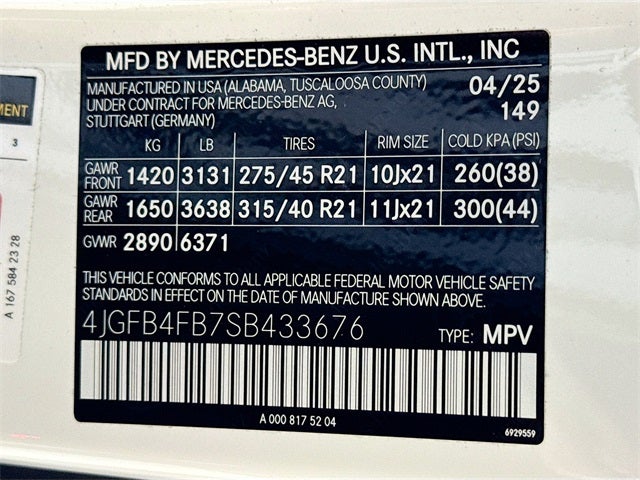 MFD BY MERCEDES-BENZ U.S. INTL., INC
MANUFACTURED IN USA (ALABAMA, TUSCALOOSA COUNTY) 04/25
UNDER CONTRACT FOR MERCEDES-BENZ AG, 149
STUTTGART (GERMANY)
KG LB TIRES RIM SIZE COLD KPA (PSI)
GAWR FRONT 1420 3131 275/45 R21 10Jx21 260(38)
GAWR REAR 1650 3638 315/40 R21 11Jx21 300(44)
GVWR 2890 6371
THIS VEHICLE CONFORMS TO ALL APPLICABLE FEDERAL MOTOR VEHICLE SAFETY
STANDARDS IN EFFECT ON THE DATE OF MANUFACTURE SHOWN ABOVE.
4JGFB4FB7SB433676 TYPE: MPV
A 000 817 52 04
6929559
MENT
3
A 167 584 23 28